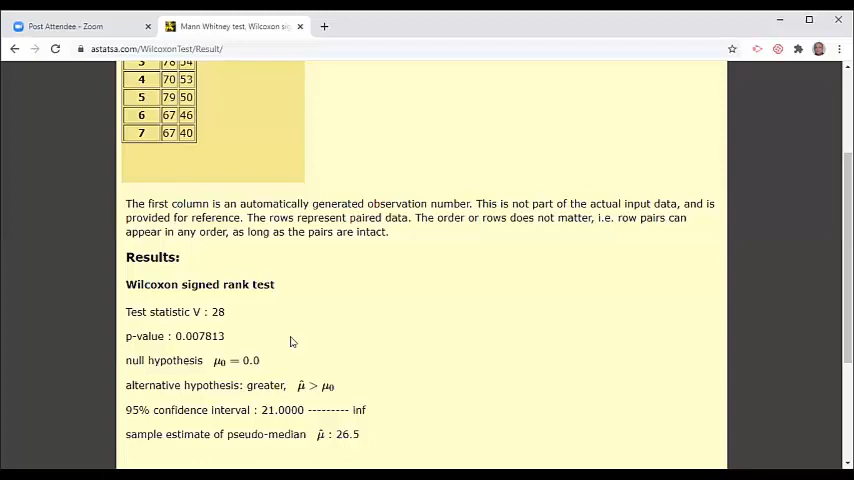 Post Attendee - Zoom
Mann Whitney test, Wilcoxon sig
astatsa.com/WilcoxonTest/Result/
3 78 54
4 70 53
5 79 50
6 67 46
7 67 40
The first column is an automatically generated observation number. This is not part of the actual input data, and is
provided for reference. The rows represent paired data. The order or rows does not matter, i.e. row pairs can
appear in any order, as long as the pairs are intact.
Results:
Wilcoxon signed rank test
Test statistic V : 28
p-value : 0.007813
null hypothesis μ₀ = 0.0
alternative hypothesis: greater, μ̂ > μ₀
95% confidence interval : 21.0000 --------- inf
sample estimate of pseudo-median μ̂ : 26.5